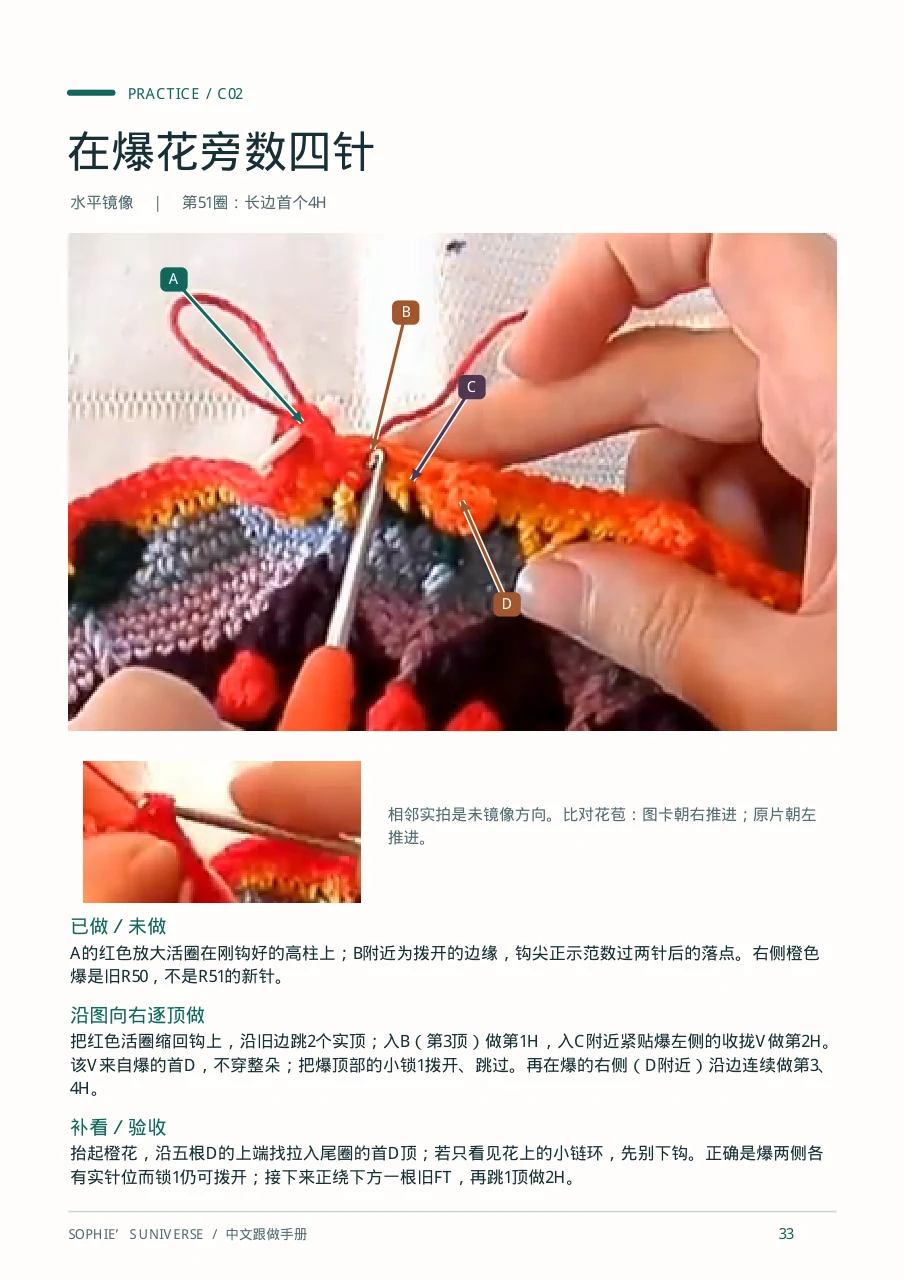 PRACTICE / C02
在爆花旁数四针
水平镜像 | 第51圈：长边首个4H
A
B
C
D
相邻实拍是未镜像方向。比对花苞：图卡朝右推进；原片朝左
推进。
已做 / 未做
A的红色放大活圈在刚钩好的高柱上；B附近为拨开的边缘，钩尖正示范数过两针后的落点。右侧橙色
爆是旧R50，不是R51的新针。
沿图向右逐顶做
把红色活圈缩回钩上，沿旧边跳2个实顶；入B（第3顶）做第1H，入C附近紧贴爆左侧的收拢V做第2H。
该V来自爆的首D，不穿整朵；把爆顶部的小锁1拨开、跳过。再在爆的右侧（D附近）沿边连续做第3、
4H。
补看 / 验收
抬起橙花，沿五根D的上端找拉入尾圈的首D顶；若只看见花上的小链环，先别下钩。正确是爆两侧各
有实针位而锁1仍可拨开；接下来正绕下方一根旧FT，再跳1顶做2H。
SOPHIE’S UNIVERSE / 中文跟做手册
33